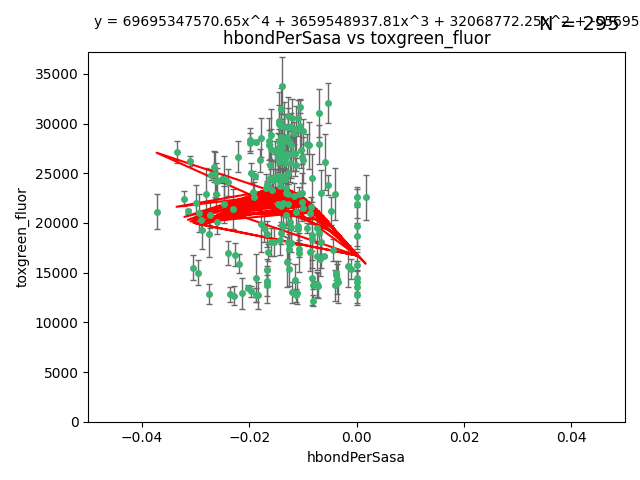 y = 69695347570.65x^4 + 3659548937.81x^3 + 32068772.25x^2 +
N = 295
hbondPerSasa vs toxgreen_fluor
35000
30000
25000
20000
15000
10000
5000
0
toxgreen_fluor
-0.04 -0.02 0.00 0.02 0.04
hbondPerSasa